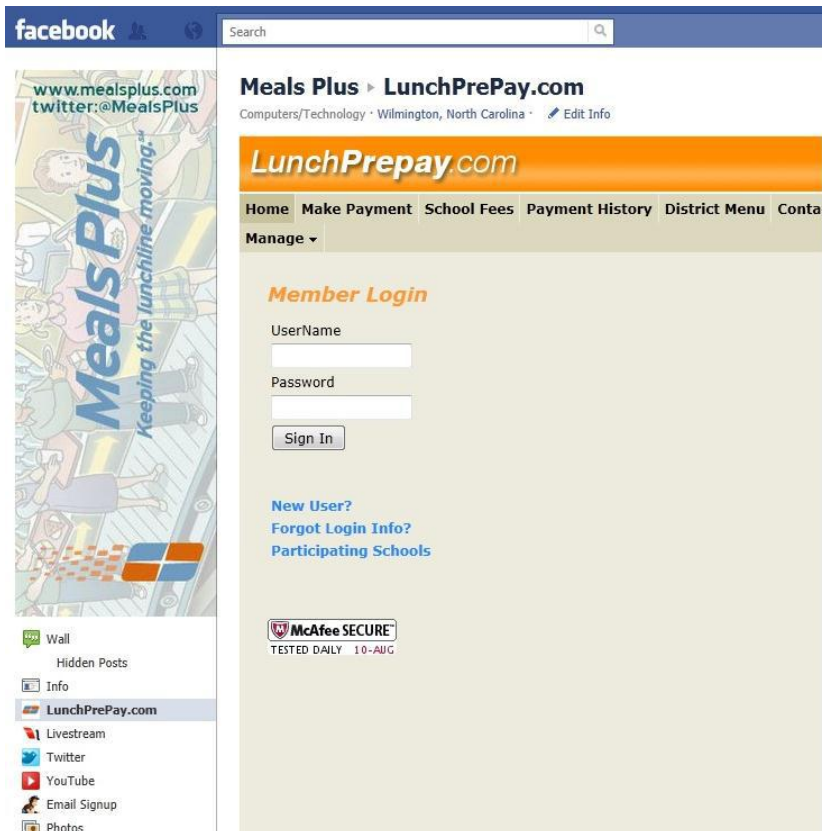 facebook
Search
www.mealsplus.com
twitter:@MealsPlus
Meals Plus
Keeping the lunchline moving.℠
Meals Plus ▸ LunchPrePay.com
Computers/Technology · Wilmington, North Carolina · Edit Info
LunchPrepay.com
Home Make Payment School Fees Payment History District Menu Conta
Manage
Member Login
UserName
Password
Sign In
New User?
Forgot Login Info?
Participating Schools
McAfee SECURE™
TESTED DAILY 10-AUG
Wall
Hidden Posts
Info
LunchPrePay.com
Livestream
Twitter
YouTube
Email Signup
Photos